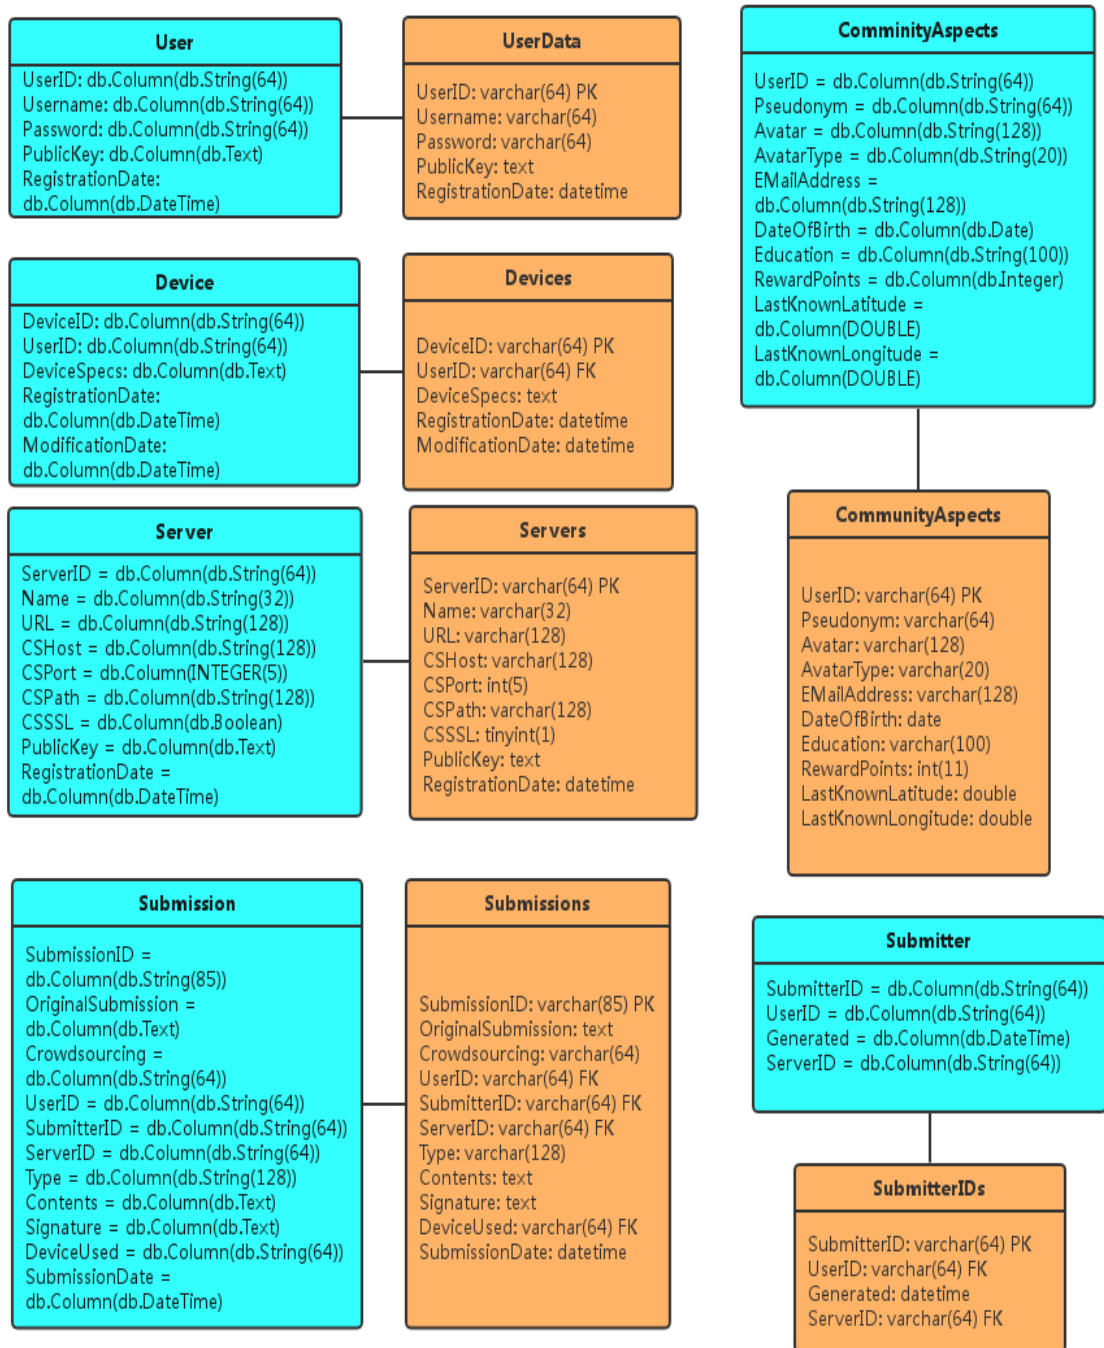 User
UserID: db.Column(db.String(64))
Username: db.Column(db.String(64))
Password: db.Column(db.String(64))
PublicKey: db.Column(db.Text)
RegistrationDate:
db.Column(db.DateTime)
UserData
UserID: varchar(64) PK
Username: varchar(64)
Password: varchar(64)
PublicKey: text
RegistrationDate: datetime
Device
DeviceID: db.Column(db.String(64))
UserID: db.Column(db.String(64))
DeviceSpecs: db.Column(db.Text)
RegistrationDate:
db.Column(db.DateTime)
ModificationDate:
db.Column(db.DateTime)
Devices
DeviceID: varchar(64) PK
UserID: varchar(64) FK
DeviceSpecs: text
RegistrationDate: datetime
ModificationDate: datetime
Server
ServerID = db.Column(db.String(64))
Name = db.Column(db.String(32))
URL = db.Column(db.String(128))
CSHost = db.Column(db.String(128))
CSPort = db.Column(INTEGER(5))
CSPath = db.Column(db.String(128))
CSSSL = db.Column(db.Boolean)
PublicKey = db.Column(db.Text)
RegistrationDate =
db.Column(db.DateTime)
Servers
ServerID: varchar(64) PK
Name: varchar(32)
URL: varchar(128)
CSHost: varchar(128)
CSPort: int(5)
CSPath: varchar(128)
CSSSL: tinyint(1)
PublicKey: text
RegistrationDate: datetime
Submission
SubmissionID =
db.Column(db.String(85))
OriginalSubmission =
db.Column(db.Text)
Crowdsourcing =
db.Column(db.String(64))
UserID = db.Column(db.String(64))
SubmitterID = db.Column(db.String(64))
ServerID = db.Column(db.String(64))
Type = db.Column(db.String(128))
Contents = db.Column(db.Text)
Signature = db.Column(db.Text)
DeviceUsed = db.Column(db.String(64))
SubmissionDate =
db.Column(db.DateTime)
Submissions
SubmissionID: varchar(85) PK
OriginalSubmission: text
Crowdsourcing: varchar(64)
UserID: varchar(64) FK
SubmitterID: varchar(64) FK
ServerID: varchar(64) FK
Type: varchar(128)
Contents: text
Signature: text
DeviceUsed: varchar(64) FK
SubmissionDate: datetime
ComminityAspects
UserID = db.Column(db.String(64))
Pseudonym = db.Column(db.String(64))
Avatar = db.Column(db.String(128))
AvatarType = db.Column(db.String(20))
EMailAddress =
db.Column(db.String(128))
DateOfBirth = db.Column(db.Date)
Education = db.Column(db.String(100))
RewardPoints = db.Column(db.Integer)
LastKnownLatitude =
db.Column(DOUBLE)
LastKnownLongitude =
db.Column(DOUBLE)
CommunityAspects
UserID: varchar(64) PK
Pseudonym: varchar(64)
Avatar: varchar(128)
AvatarType: varchar(20)
EMailAddress: varchar(128)
DateOfBirth: date
Education: varchar(100)
RewardPoints: int(11)
LastKnownLatitude: double
LastKnownLongitude: double
Submitter
SubmitterID = db.Column(db.String(64))
UserID = db.Column(db.String(64))
Generated = db.Column(db.DateTime)
ServerID = db.Column(db.String(64))
SubmitterIDs
SubmitterID: varchar(64) PK
UserID: varchar(64) FK
Generated: datetime
ServerID: varchar(64) FK